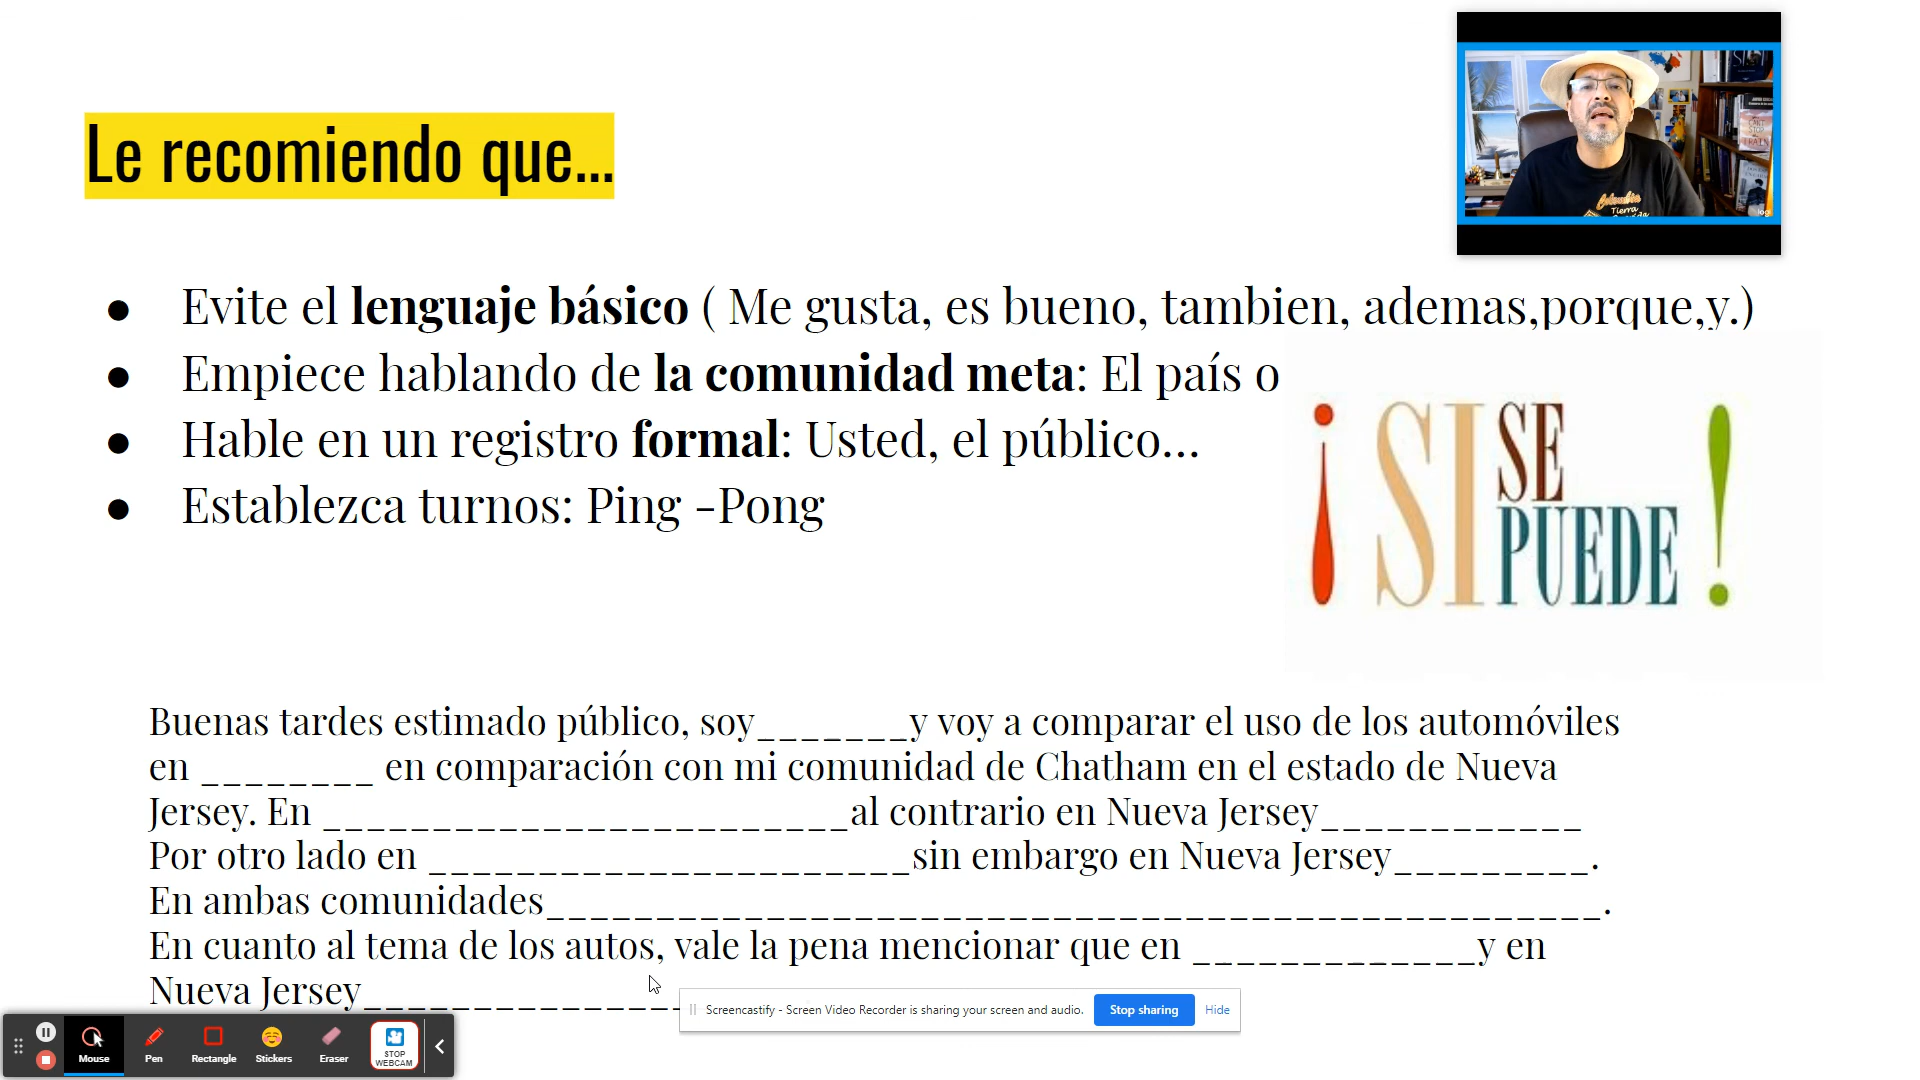 Le recomiendo que...
● Evite el lenguaje básico ( Me gusta, es bueno, tambien, ademas,porque,y.)
● Empiece hablando de la comunidad meta: El país o
● Hable en un registro formal: Usted, el público...
● Establezca turnos: Ping -Pong
¡SI SE PUEDE!
Buenas tardes estimado público, soy_______y voy a comparar el uso de los automóviles
en ________ en comparación con mi comunidad de Chatham en el estado de Nueva
Jersey. En ________________________al contrario en Nueva Jersey____________
Por otro lado en ______________________sin embargo en Nueva Jersey_________.
En ambas comunidades________________________________________________.
En cuanto al tema de los autos, vale la pena mencionar que en _____________y en
Nueva Jersey_______________
Screencastify - Screen Video Recorder is sharing your screen and audio. Stop sharing Hide
Mouse Pen Rectangle Stickers Eraser STOP WEBCAM
Colombia
Tierra
logi